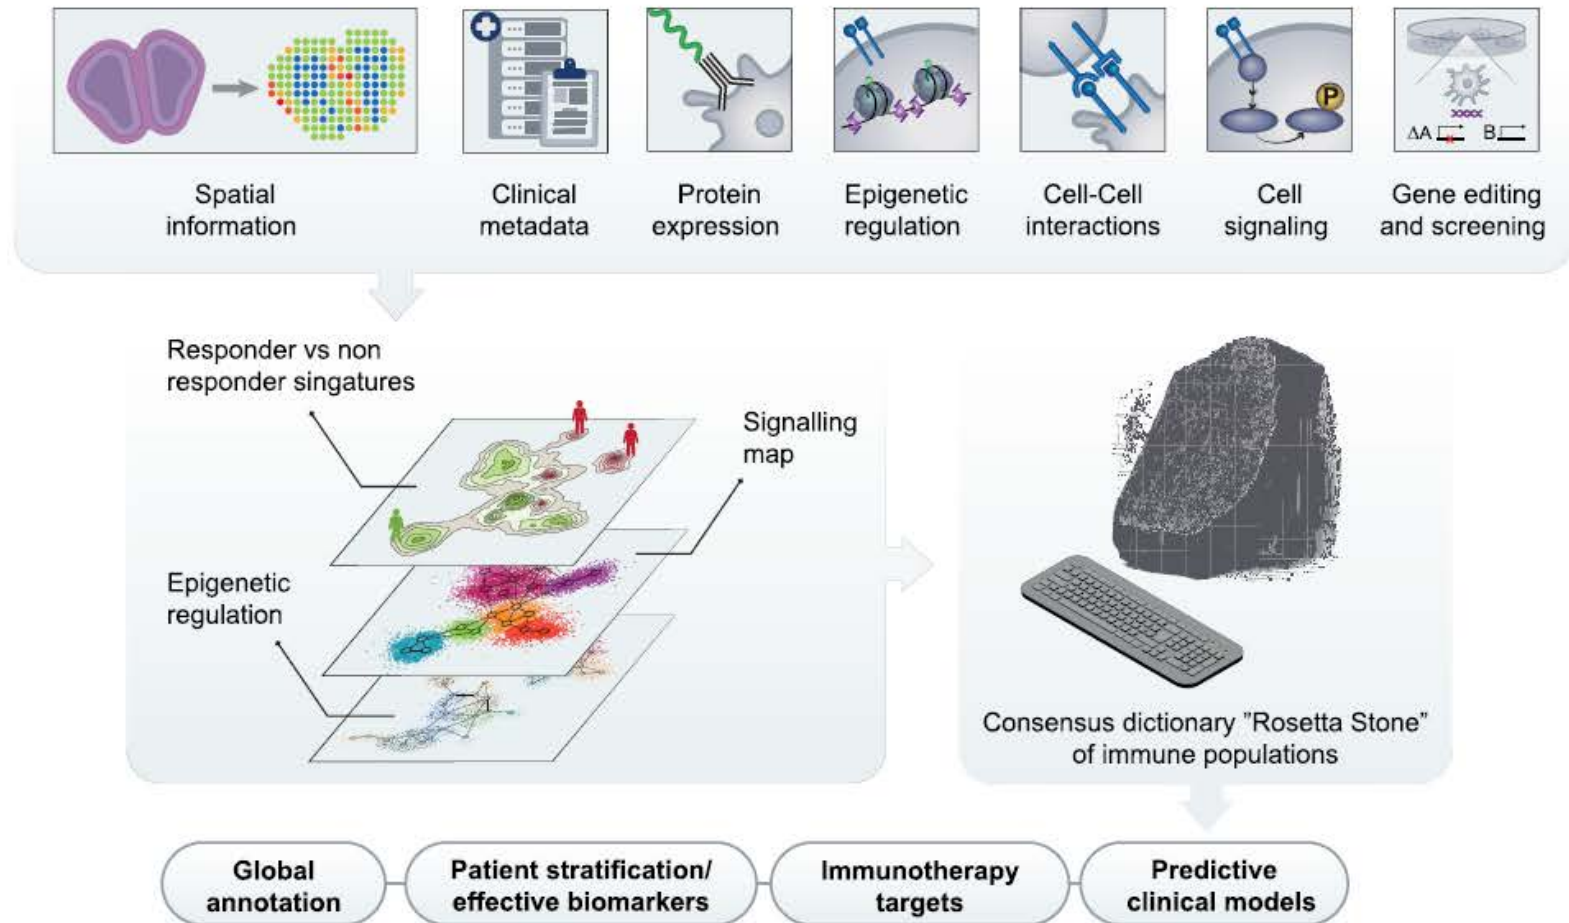 Spatial
information
Clinical
metadata
Protein
expression
Epigenetic
regulation
Cell-Cell
interactions
Cell
signaling
Gene editing
and screening
P
ΔA
B
Responder vs non
responder singatures
Signalling
map
Epigenetic
regulation
Consensus dictionary ”Rosetta Stone”
of immune populations
Global
annotation
Patient stratification/
effective biomarkers
Immunotherapy
targets
Predictive
clinical models